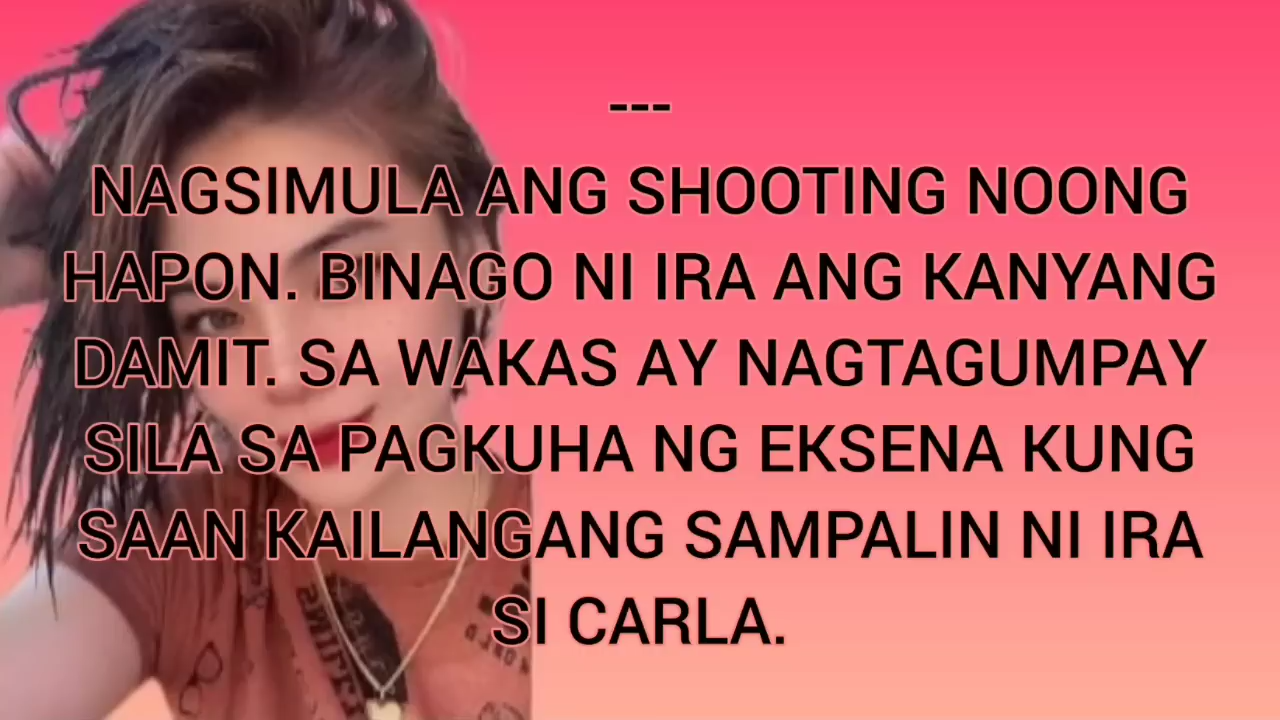 ---
NAGSIMULA ANG SHOOTING NOONG
HAPON. BINAGO NI IRA ANG KANYANG
DAMIT. SA WAKAS AY NAGTAGUMPAY
SILA SA PAGKUHA NG EKSENA KUNG
SAAN KAILANGANG SAMPALIN NI IRA
SI CARLA.